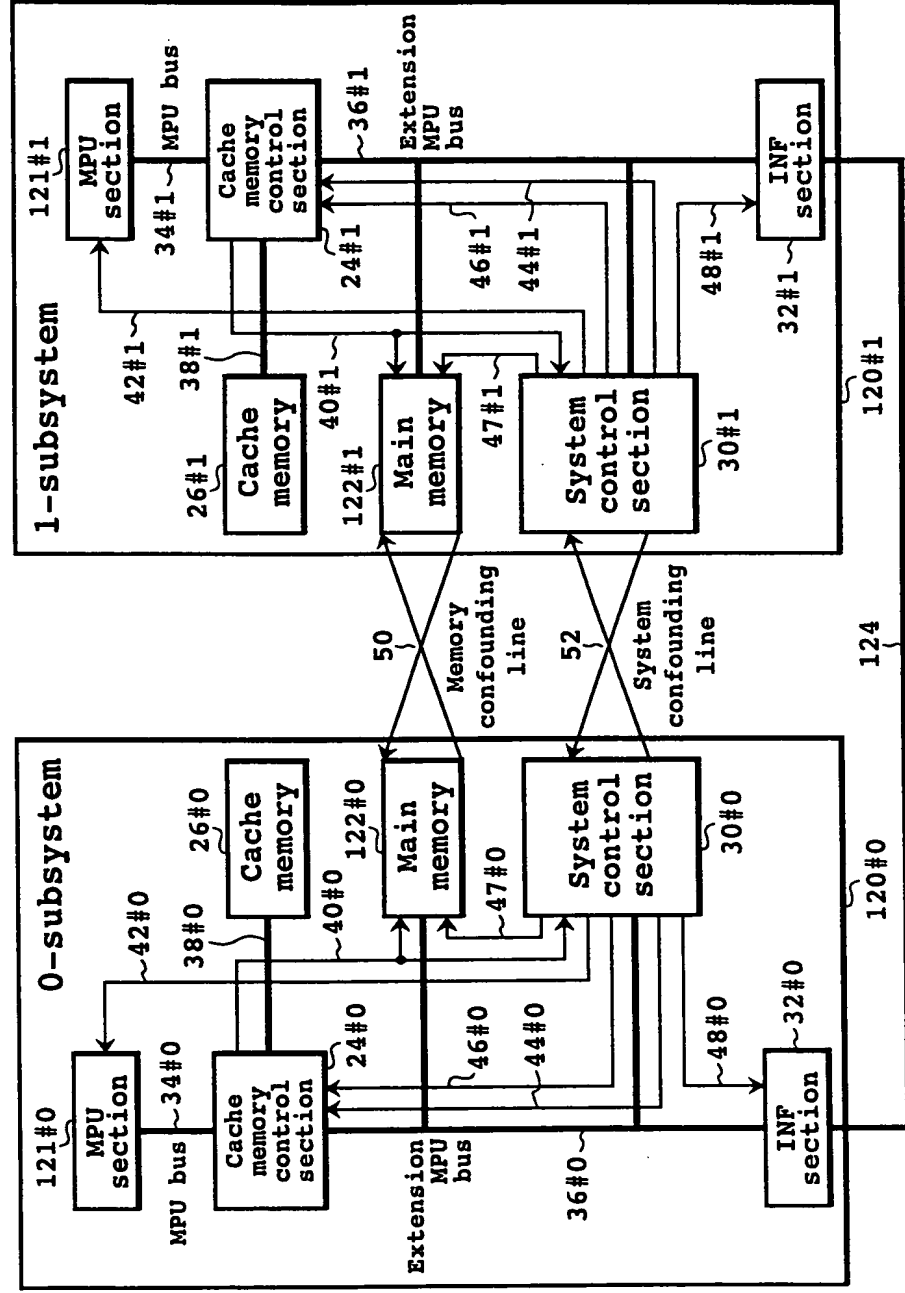 0-subsystem
121#0
MPU
section
MPU bus
34#0
42#0
Cache
memory
control
section
24#0
38#0
26#0
Cache
memory
40#0
Extension
MPU
bus
46#0
44#0
122#0
Main
memory
47#0
36#0
System
control
section
30#0
48#0
INF
section
32#0
120#0
50
Memory
confounding
line
52
System
confounding
line
124
1-subsystem
121#1
MPU
section
MPU bus
34#1
42#1
Cache
memory
control
section
24#1
38#1
26#1
Cache
memory
40#1
Extension
MPU
bus
36#1
46#1
44#1
122#1
Main
memory
47#1
System
control
section
30#1
48#1
INF
section
32#1
120#1